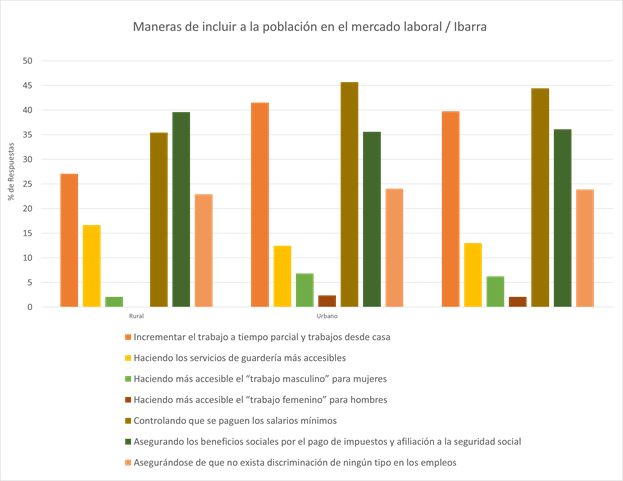 Maneras de incluir a la población en el mercado laboral / Ibarra
50
45
40
35
30
25
20
15
10
5
0
% de Respuestas
Rural
Urbano
Incrementar el trabajo a tiempo parcial y trabajos desde casa
Haciendo los servicios de guardería más accesibles
Haciendo más accesible el “trabajo masculino” para mujeres
Haciendo más accesible el “trabajo femenino” para hombres
Controlando que se paguen los salarios mínimos
Asegurando los beneficios sociales por el pago de impuestos y afiliación a la seguridad social
Asegurándose de que no exista discriminación de ningún tipo en los empleos